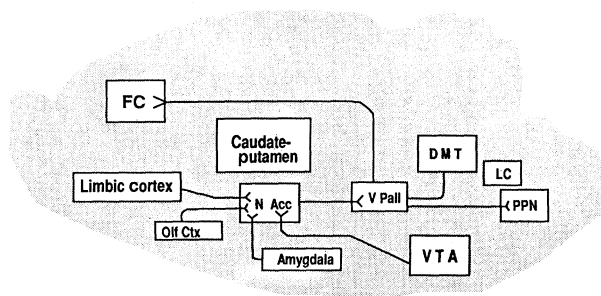 FC
Caudate-
putamen
DMT
LC
Limbic cortex
N Acc
V Pall
PPN
Olf Ctx
Amygdala
VTA